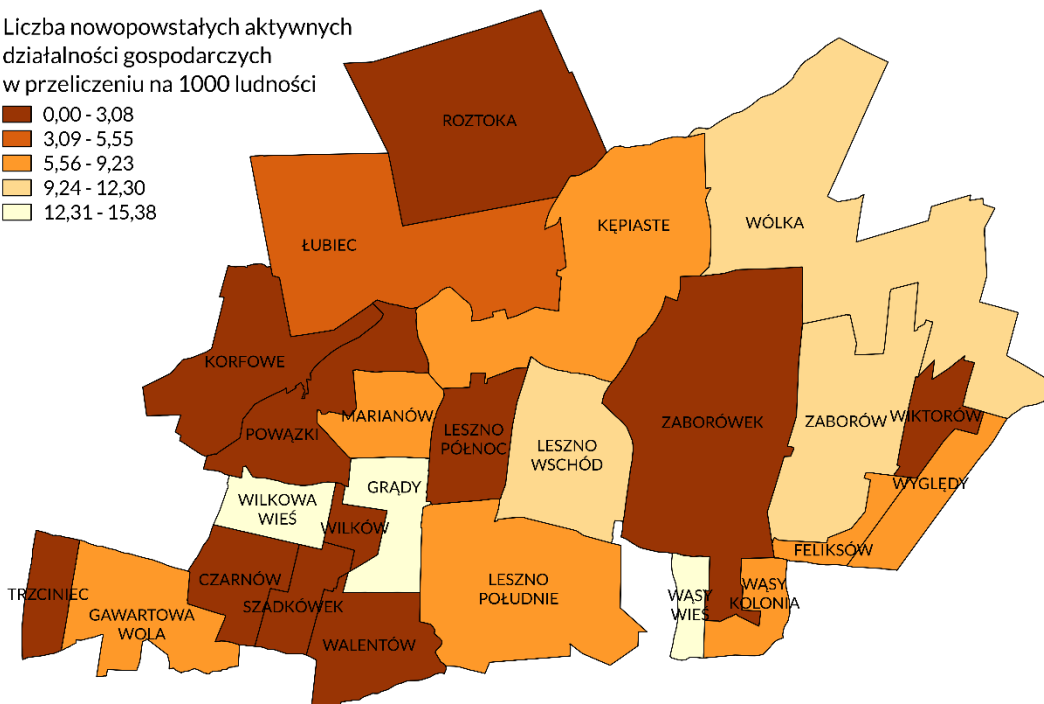 Liczba nowopowstałych aktywnych
działalności gospodarczych
w przeliczeniu na 1000 ludności
0,00 - 3,08
3,09 - 5,55
5,56 - 9,23
9,24 - 12,30
12,31 - 15,38
ROZTOKA
KĘPIASTE
WÓLKA
ŁUBIEC
KORFOWE
MARIANÓW
POWĄZKI
LESZNO
PÓŁNOC
LESZNO
WSCHÓD
ZABORÓWEK
ZABORÓW
WIKTORÓW
WYGLĘDY
GRĄDY
WILKOWA
WIEŚ
WILKÓW
FELIKSÓW
CZARNÓW
SZADKÓWEK
TRZCINIEC
GAWARTOWA
WOLA
WALENTÓW
LESZNO
POŁUDNIE
WĄSY
WIEŚ
WĄSY
KOLONIA